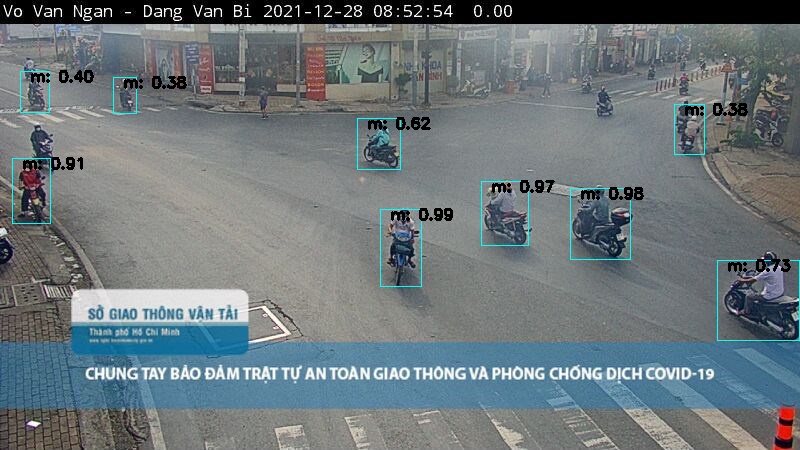 Vo Van Ngan - Dang Van Bi 2021-12-28 08:52:54  0.00
m: 0.40
m: 0.38
m: 0.38
m: 0.62
m: 0.91
m: 0.97
m: 0.98
m: 0.99
m: 0.73
NHA KHOA
SỞ GIAO THÔNG VẬN TẢI
Thành phố Hồ Chí Minh
CHUNG TAY BẢO ĐẢM TRẬT TỰ AN TOÀN GIAO THÔNG VÀ PHÒNG CHỐNG DỊCH COVID-19